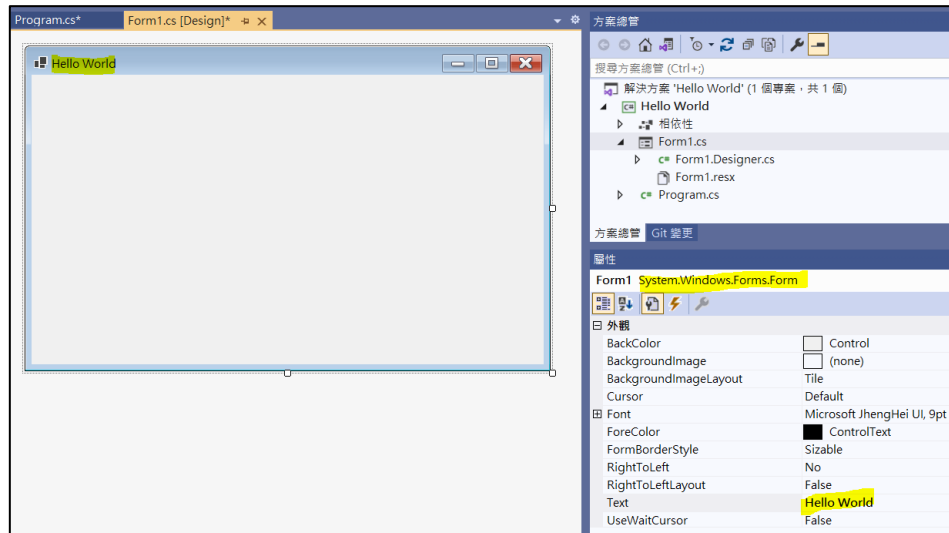 Program.cs*
Form1.cs [Design]*
Hello World
方案總管
搜尋方案總管 (Ctrl+;)
解決方案 'Hello World' (1 個專案，共 1 個)
C# Hello World
相依性
Form1.cs
C# Form1.Designer.cs
Form1.resx
C# Program.cs
方案總管 Git 變更
屬性
Form1 System.Windows.Forms.Form
外觀
BackColor Control
BackgroundImage (none)
BackgroundImageLayout Tile
Cursor Default
Font Microsoft JhengHei UI, 9pt
ForeColor ControlText
FormBorderStyle Sizable
RightToLeft No
RightToLeftLayout False
Text Hello World
UseWaitCursor False